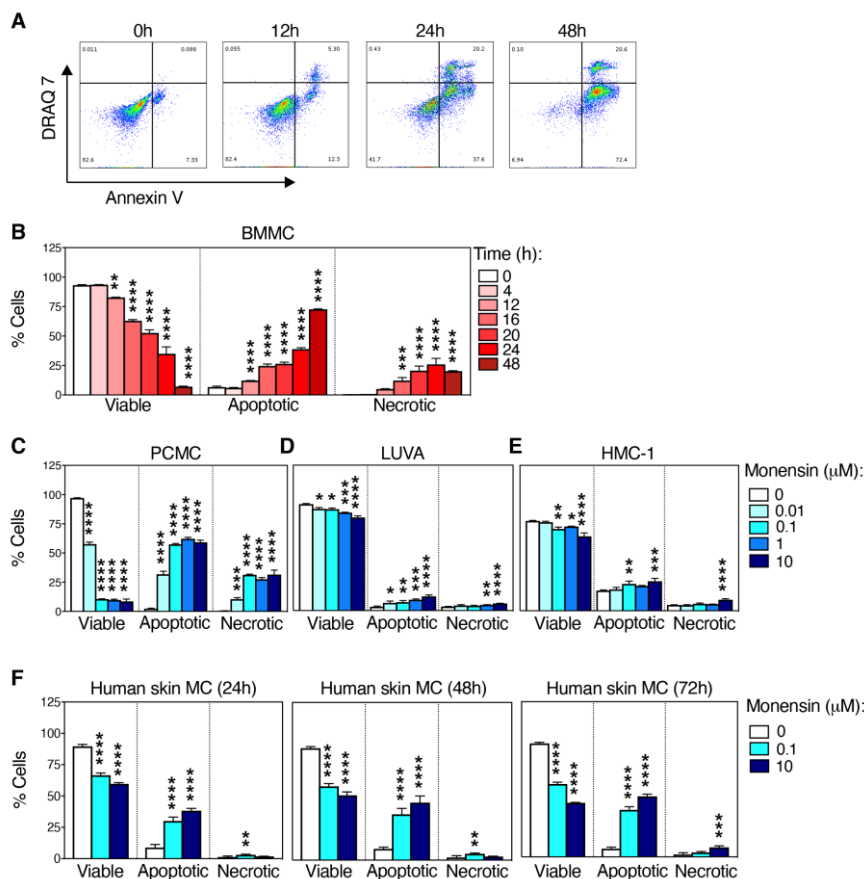 A
0h 12h 24h 48h
0.011 0.098 0.055 5.30 0.43 20.2 0.10 20.6
DRAQ 7
92.6 7.33 82.4 12.3 41.7 37.6 6.94 72.4
Annexin V
B
BMMC
Time (h):
125
100
75
50
25
0
% Cells
** **** **** **** ****
**** **** **** **** ****
*** **** **** ****
0
4
12
16
20
24
48
Viable Apoptotic Necrotic
C PCMC D LUVA E HMC-1
Monensin (µM):
125
100
75
50
25
0
% Cells
**** **** **** **** **** **** **** **** *** **** **** ****
* * *** **** * ** *** **** ** ****
** * **** ** *** ****
0
0.01
0.1
1
10
Viable Apoptotic Necrotic Viable Apoptotic Necrotic Viable Apoptotic Necrotic
F
Human skin MC (24h) Human skin MC (48h) Human skin MC (72h)
Monensin (µM):
125
100
75
50
25
0
% Cells
**** **** **** **** **
**** **** **** **** **
**** **** **** **** ***
0
0.1
10
Viable Apoptotic Necrotic Viable Apoptotic Necrotic Viable Apoptotic Necrotic